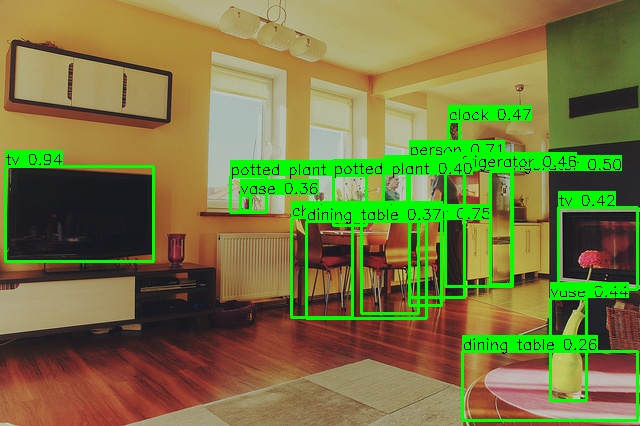 clock 0.47
person 0.71
refrigerator 0.46
0.50
tv 0.94
potted plant
potted plant 0.40
vase 0.36
tv 0.42
dining table 0.37
0.75
vase 0.44
dining table 0.26